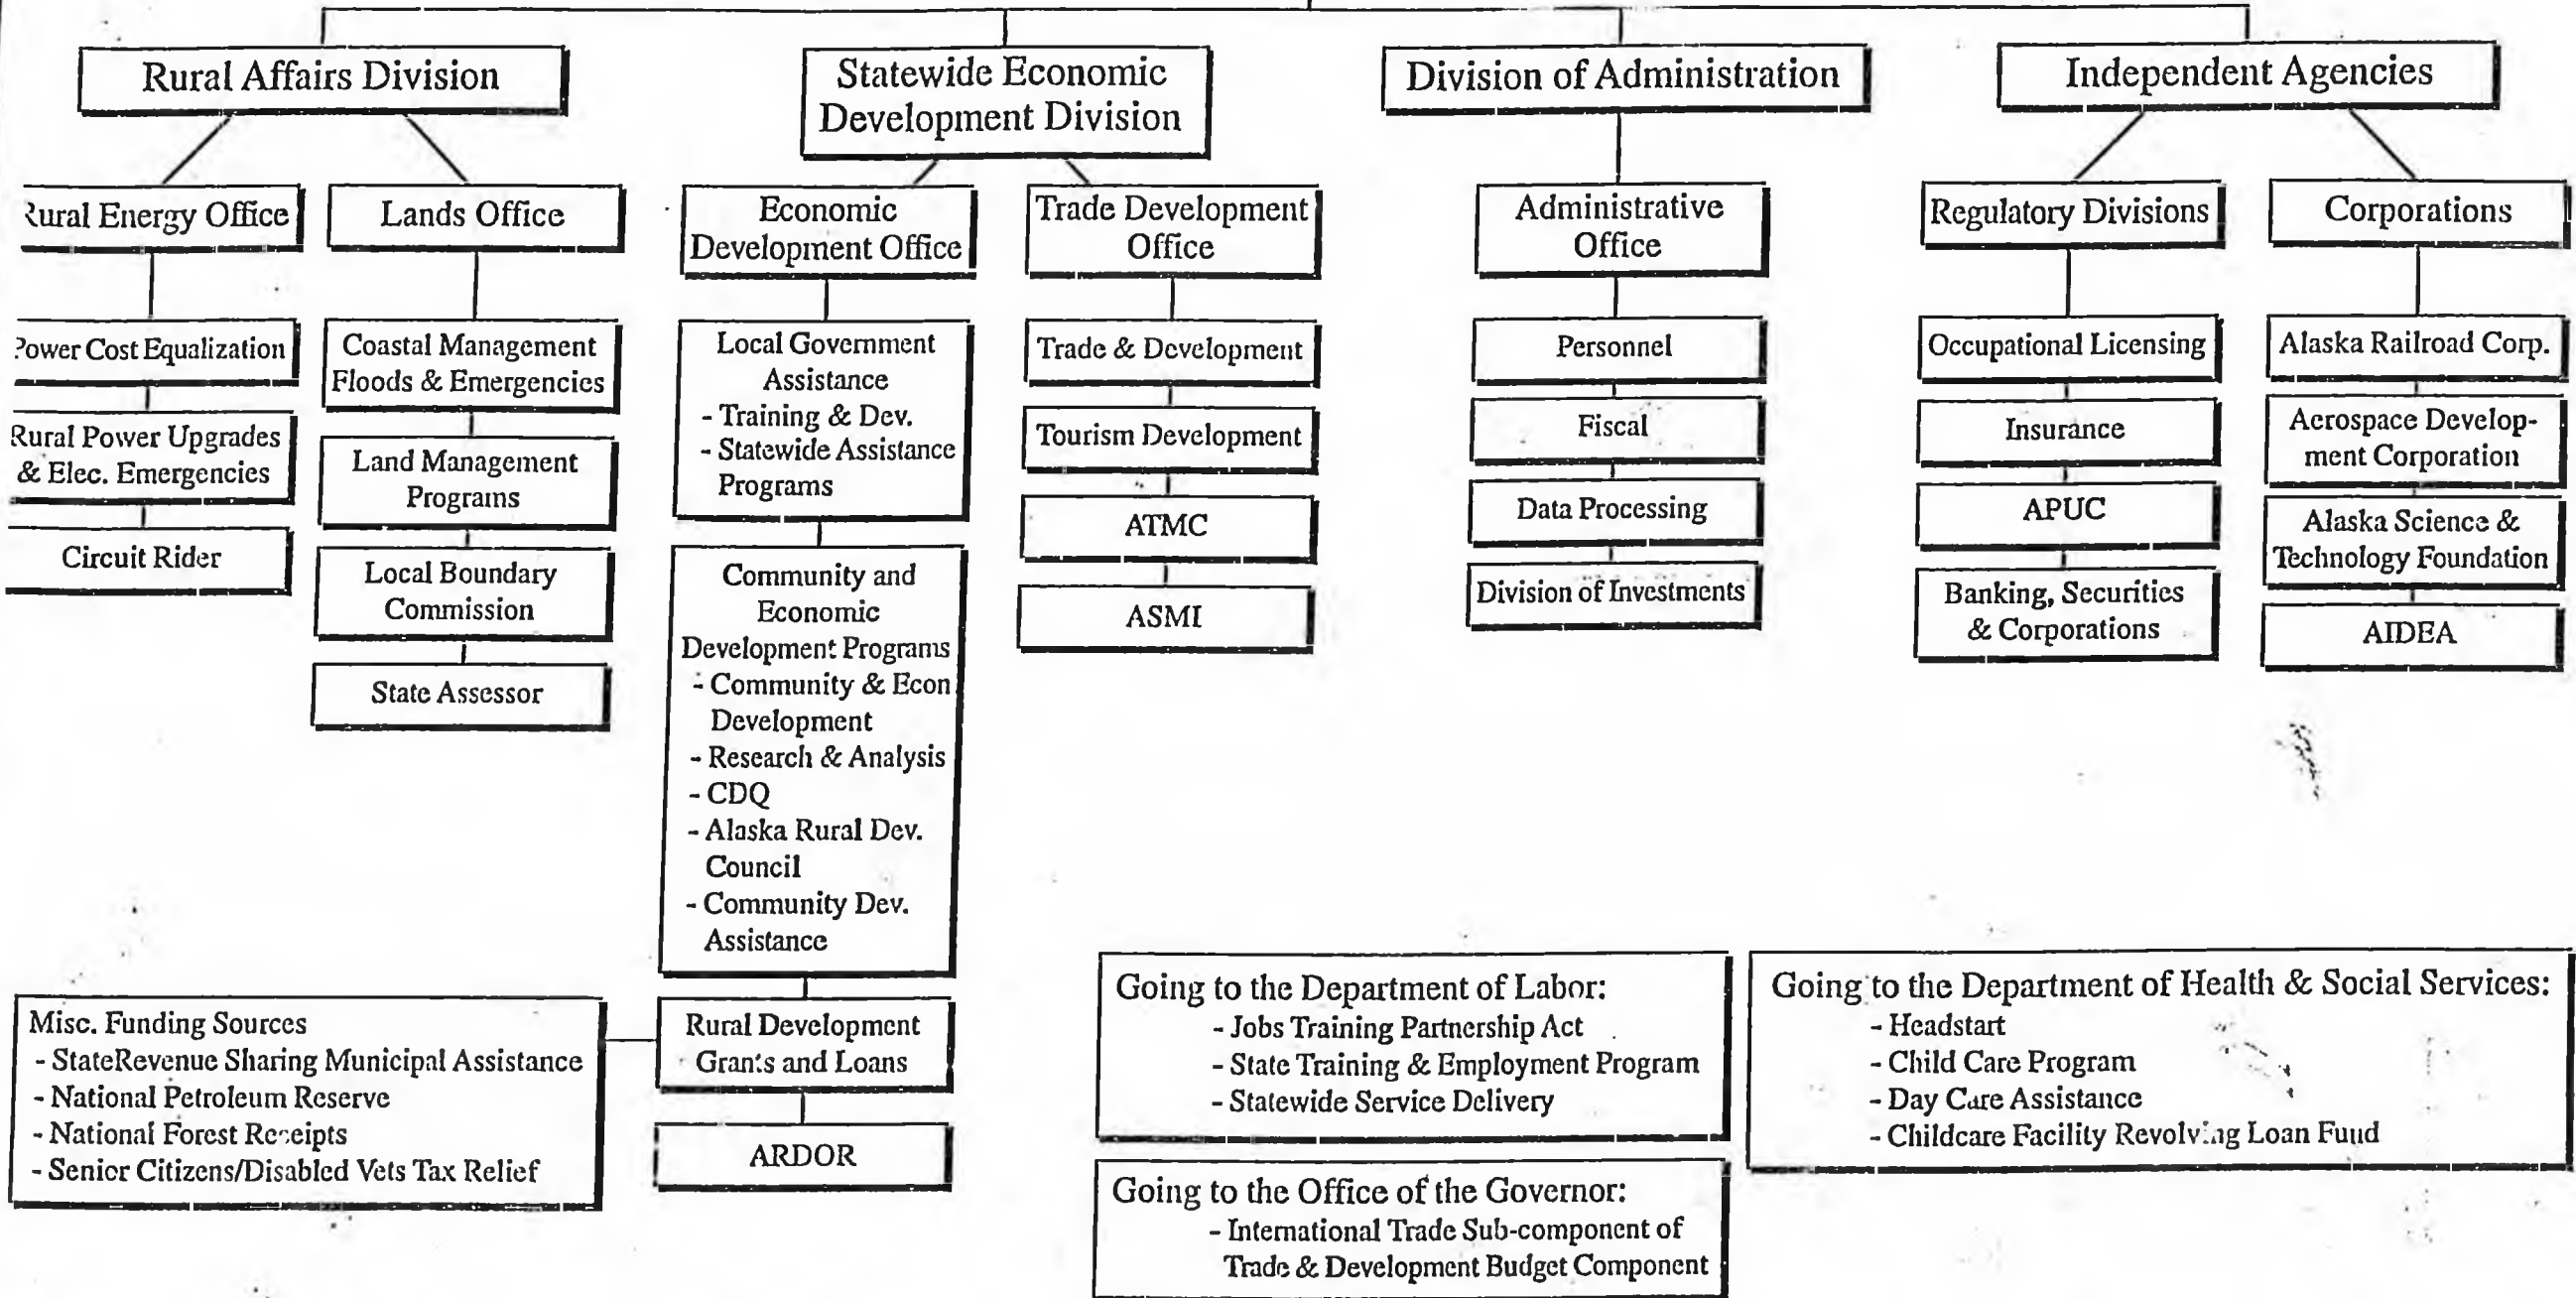 Rural Affairs Division
Statewide Economic
Development Division
Division of Administration
Independent Agencies
Rural Energy Office
Lands Office
Economic
Development Office
Trade Development
Office
Administrative
Office
Regulatory Divisions
Corporations
Power Cost Equalization
Rural Power Upgrades
& Elec. Emergencies
Circuit Rider
Coastal Management
Floods & Emergencies
Land Management
Programs
Local Boundary
Commission
State Assessor
Local Government
Assistance
- Training & Dev.
- Statewide Assistance
Programs
Community and
Economic
Development Programs
- Community & Econ
Development
- Research & Analysis
- CDQ
- Alaska Rural Dev.
Council
- Community Dev.
Assistance
Rural Development
Grants and Loans
ARDOR
Trade & Development
Tourism Development
ATMC
ASMI
Personnel
Fiscal
Data Processing
Division of Investments
Occupational Licensing
Insurance
APUC
Banking, Securities
& Corporations
Alaska Railroad Corp.
Aerospace Develop-
ment Corporation
Alaska Science &
Technology Foundation
AIDEA
Misc. Funding Sources
- StateRevenue Sharing Municipal Assistance
- National Petroleum Reserve
- National Forest Receipts
- Senior Citizens/Disabled Vets Tax Relief
Going to the Department of Labor:
- Jobs Training Partnership Act
- State Training & Employment Program
- Statewide Service Delivery
Going to the Office of the Governor:
- International Trade Sub-component of
Trade & Development Budget Component
Going to the Department of Health & Social Services:
- Headstart
- Child Care Program
- Day Care Assistance
- Childcare Facility Revolving Loan Fund